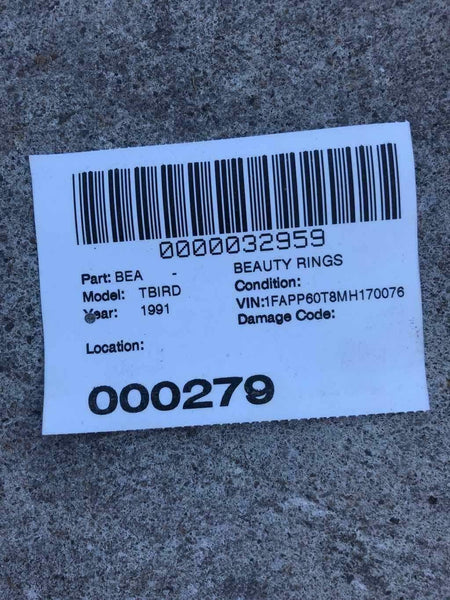 0000032959
Part: BEA - BEAUTY RINGS
Model: TBIRD Condition:
Year: 1991 VIN:1FAPP60T8MH170076
Damage Code:
Location:
000279